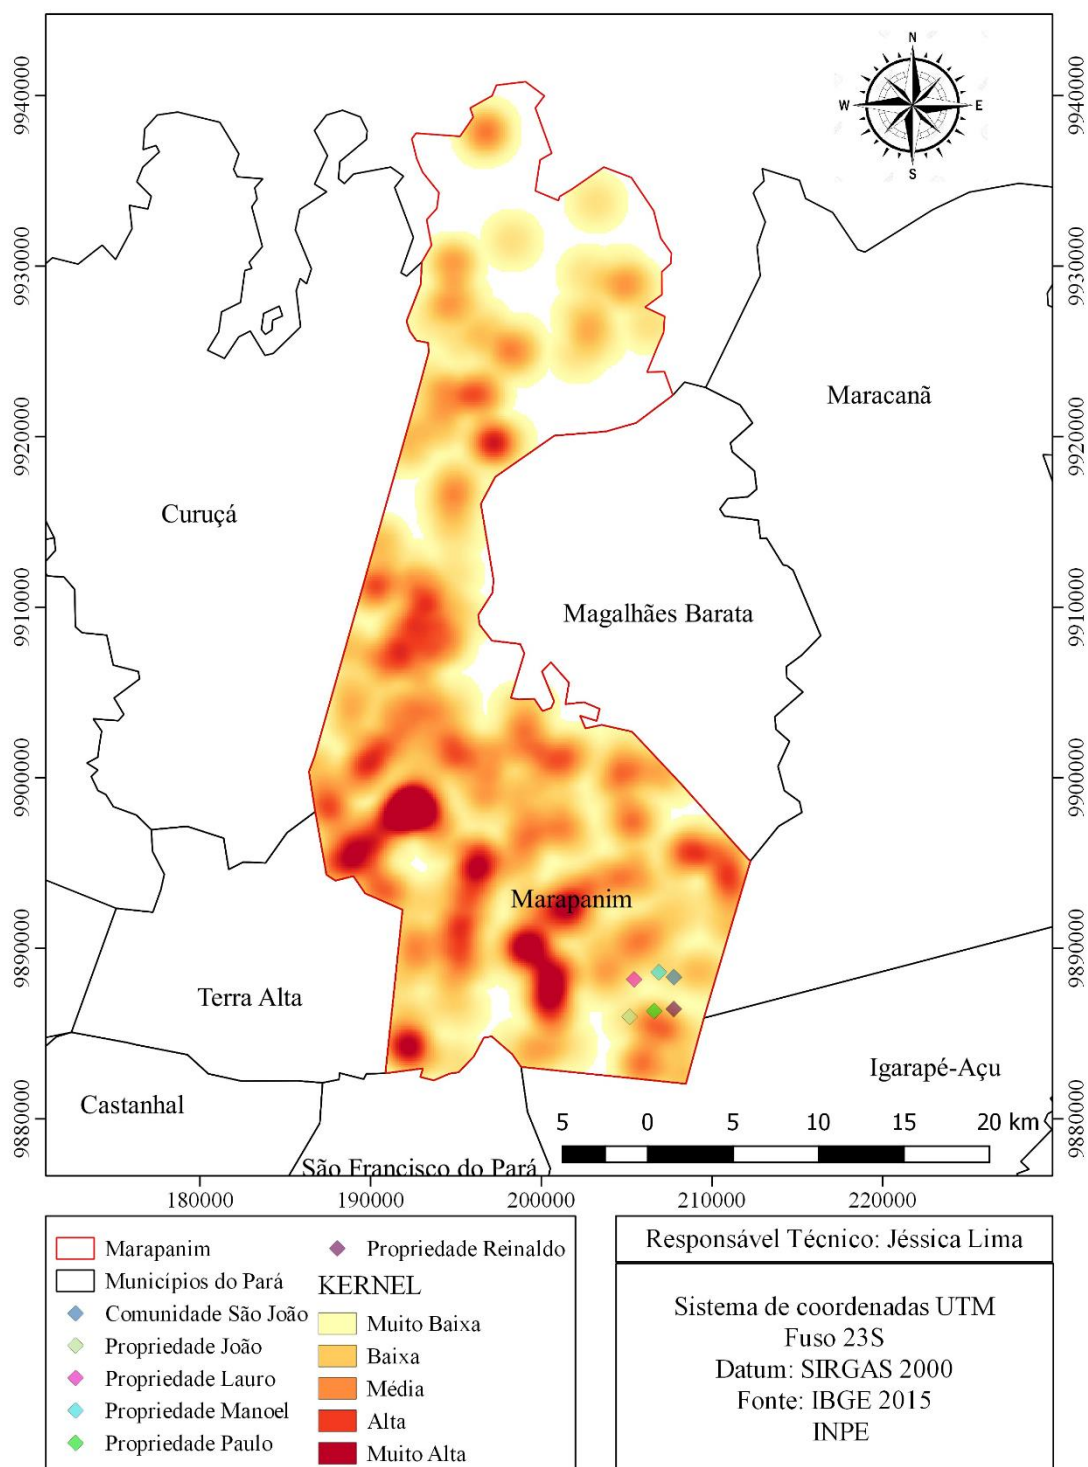 N
W E
S
9940000 9940000
9930000 9930000
Maracanã
9920000 9920000
Curuçá
9910000 9910000
Magalhães Barata
9900000 9900000
Marapanim
9890000 9890000
Terra Alta
Igarapé-Açu
Castanhal
9880000 9880000
5 0 5 10 15 20 km
São Francisco do Pará
180000 190000 200000 210000 220000
Marapanim
Municípios do Pará
Comunidade São João
Propriedade João
Propriedade Lauro
Propriedade Manoel
Propriedade Paulo
Propriedade Reinaldo
KERNEL
Muito Baixa
Baixa
Média
Alta
Muito Alta
Responsável Técnico: Jéssica Lima
Sistema de coordenadas UTM
Fuso 23S
Datum: SIRGAS 2000
Fonte: IBGE 2015
INPE